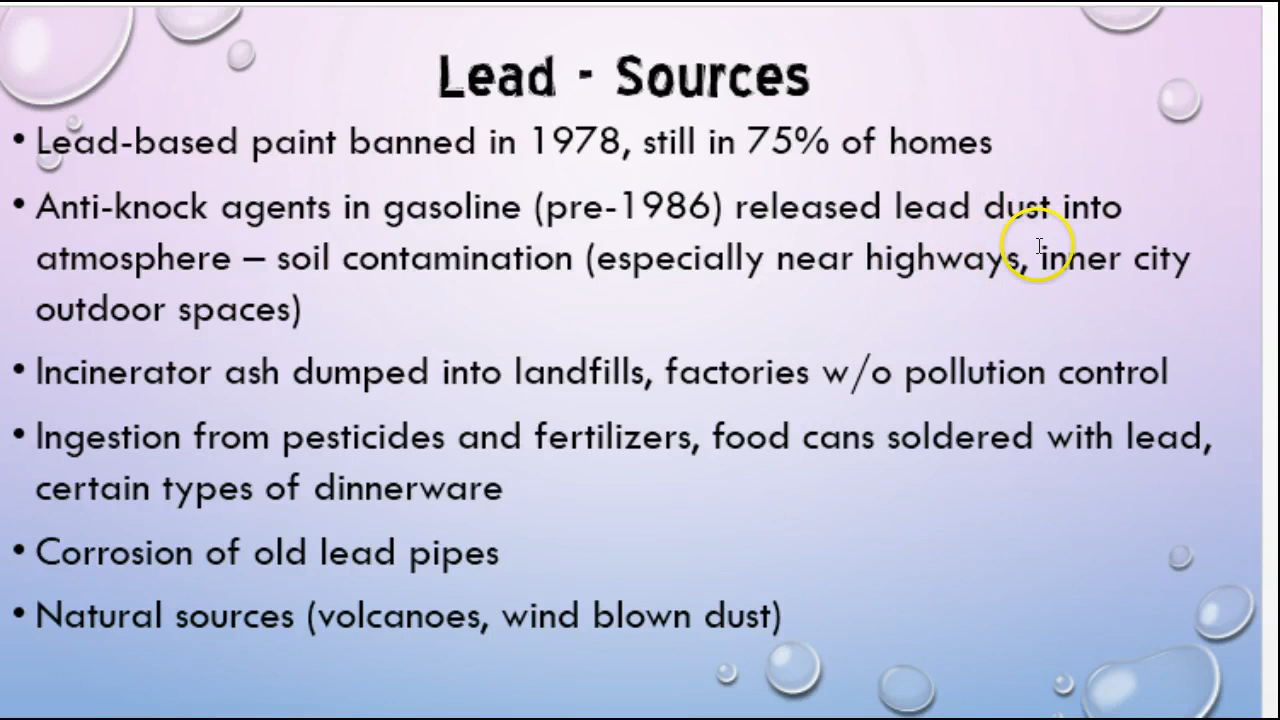 Lead - Sources
• Lead-based paint banned in 1978, still in 75% of homes
• Anti-knock agents in gasoline (pre-1986) released lead dust into
atmosphere – soil contamination (especially near highways, inner city
outdoor spaces)
• Incinerator ash dumped into landfills, factories w/o pollution control
• Ingestion from pesticides and fertilizers, food cans soldered with lead,
certain types of dinnerware
• Corrosion of old lead pipes
• Natural sources (volcanoes, wind blown dust)